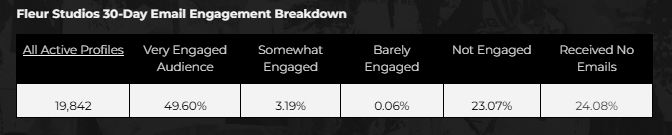 Fleur Studios 30-Day Email Engagement Breakdown
All Active Profiles
Very Engaged
Audience
Somewhat
Engaged
Barely
Engaged
Not Engaged
Received No
Emails
19,842
49.60%
3.19%
0.06%
23.07%
24.08%